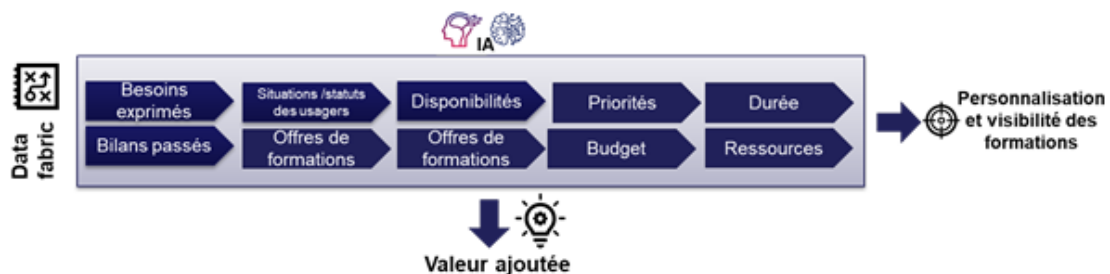 IA
Data
fabric
Besoins
exprimés
Situations /statuts
des usagers
Disponibilités
Priorités
Durée
Bilans passés
Offres de
formations
Offres de
formations
Budget
Ressources
Personnalisation
et visibilité des
formations
Valeur ajoutée